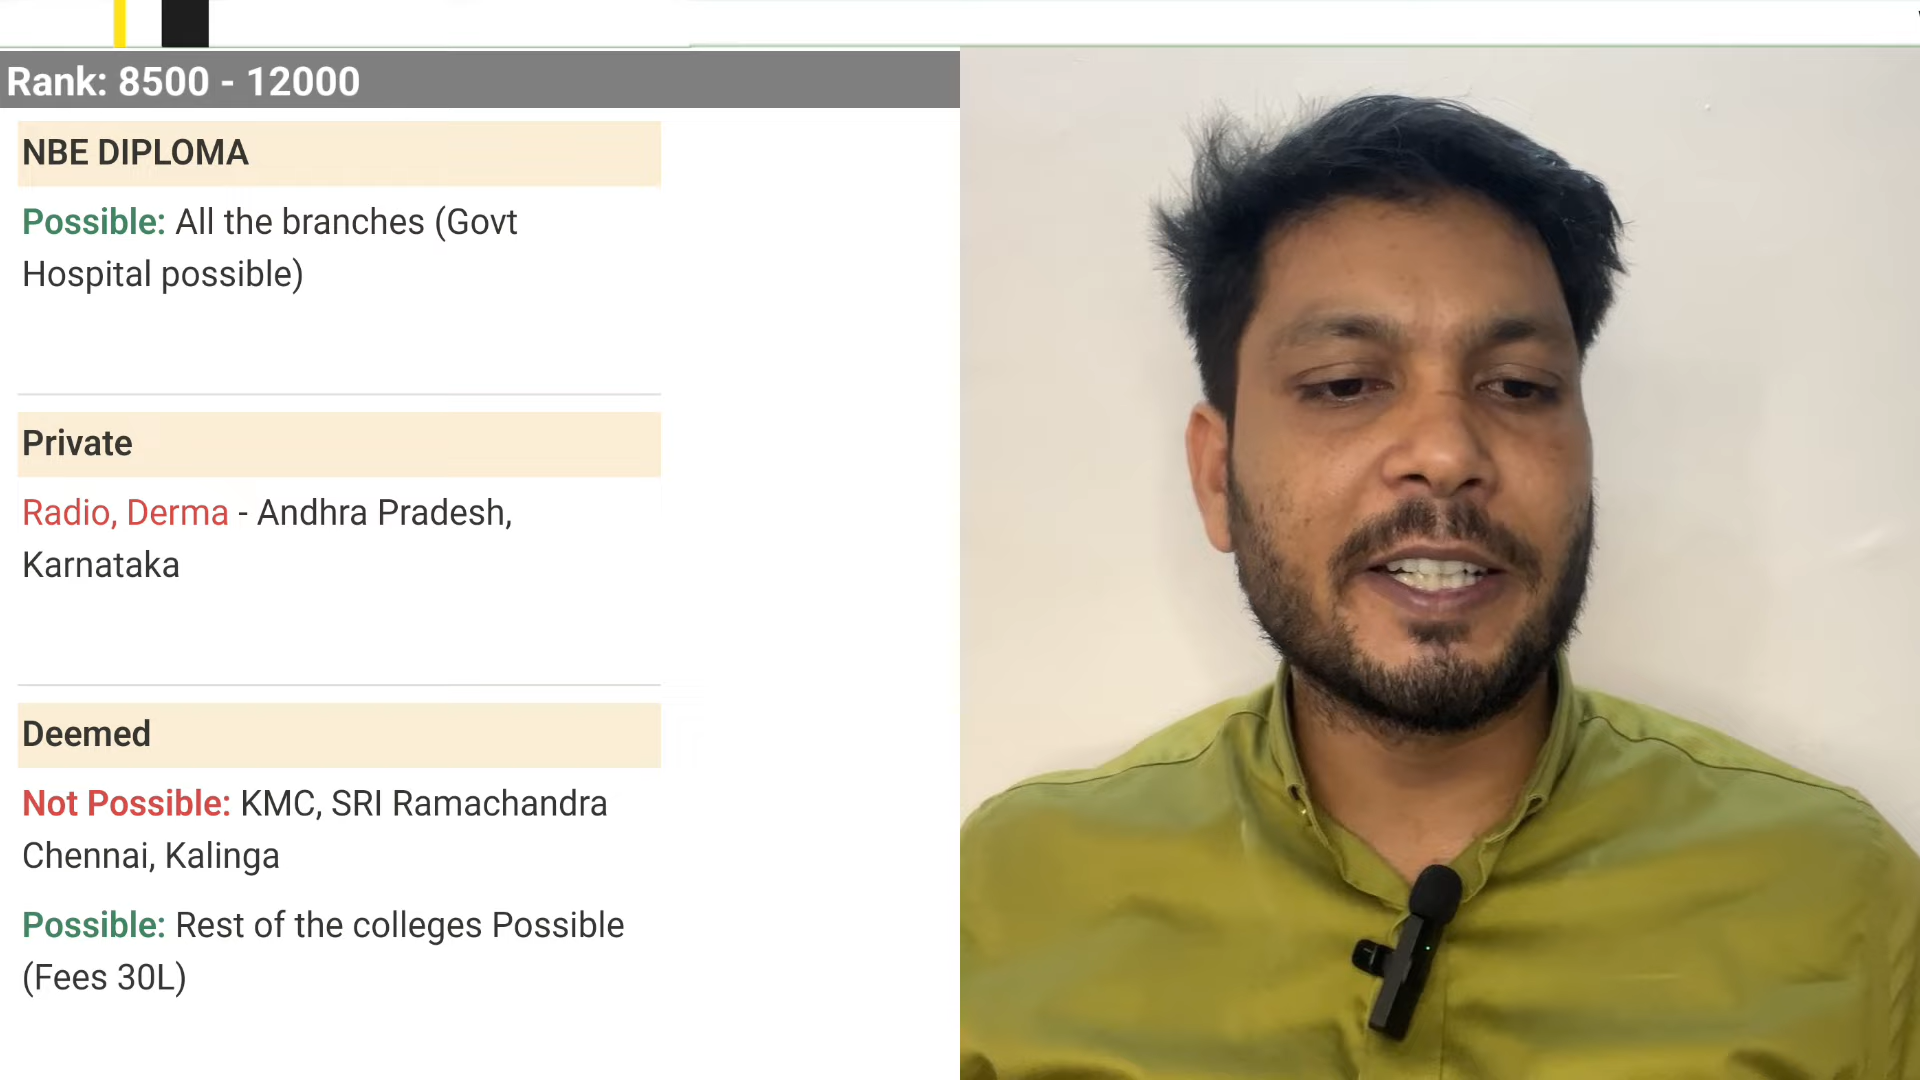 Rank: 8500 - 12000
NBE DIPLOMA
Possible: All the branches (Govt
Hospital possible)
Private
Radio, Derma - Andhra Pradesh,
Karnataka
Deemed
Not Possible: KMC, SRI Ramachandra
Chennai, Kalinga
Possible: Rest of the colleges Possible
(Fees 30L)